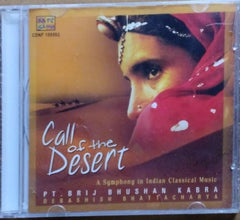 Call of the
Desert
A Symphony in Indian Classical Music
PT. BRIJ BHUSHAN KABRA
DEBASHISH BHATTACHARYA